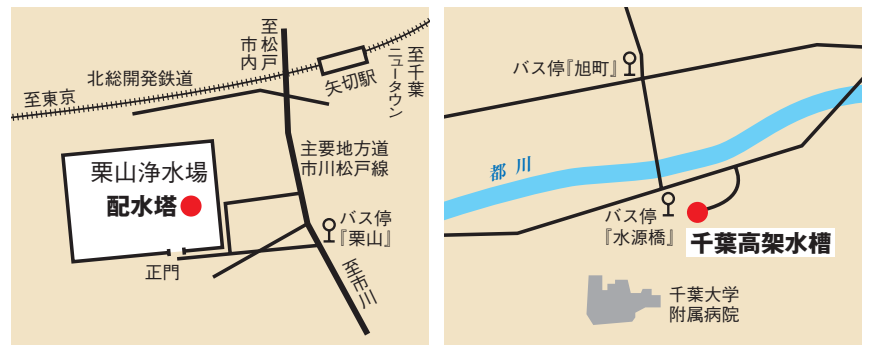 至松戸
市内
至千葉
ニュータウン
北総開発鉄道
矢切駅
至東京
主要地方道
市川松戸線
栗山浄水場
配水塔
バス停
『栗山』
正門
至市川
バス停『旭町』
都川
バス停
『水源橋』
千葉高架水槽
千葉大学
附属病院